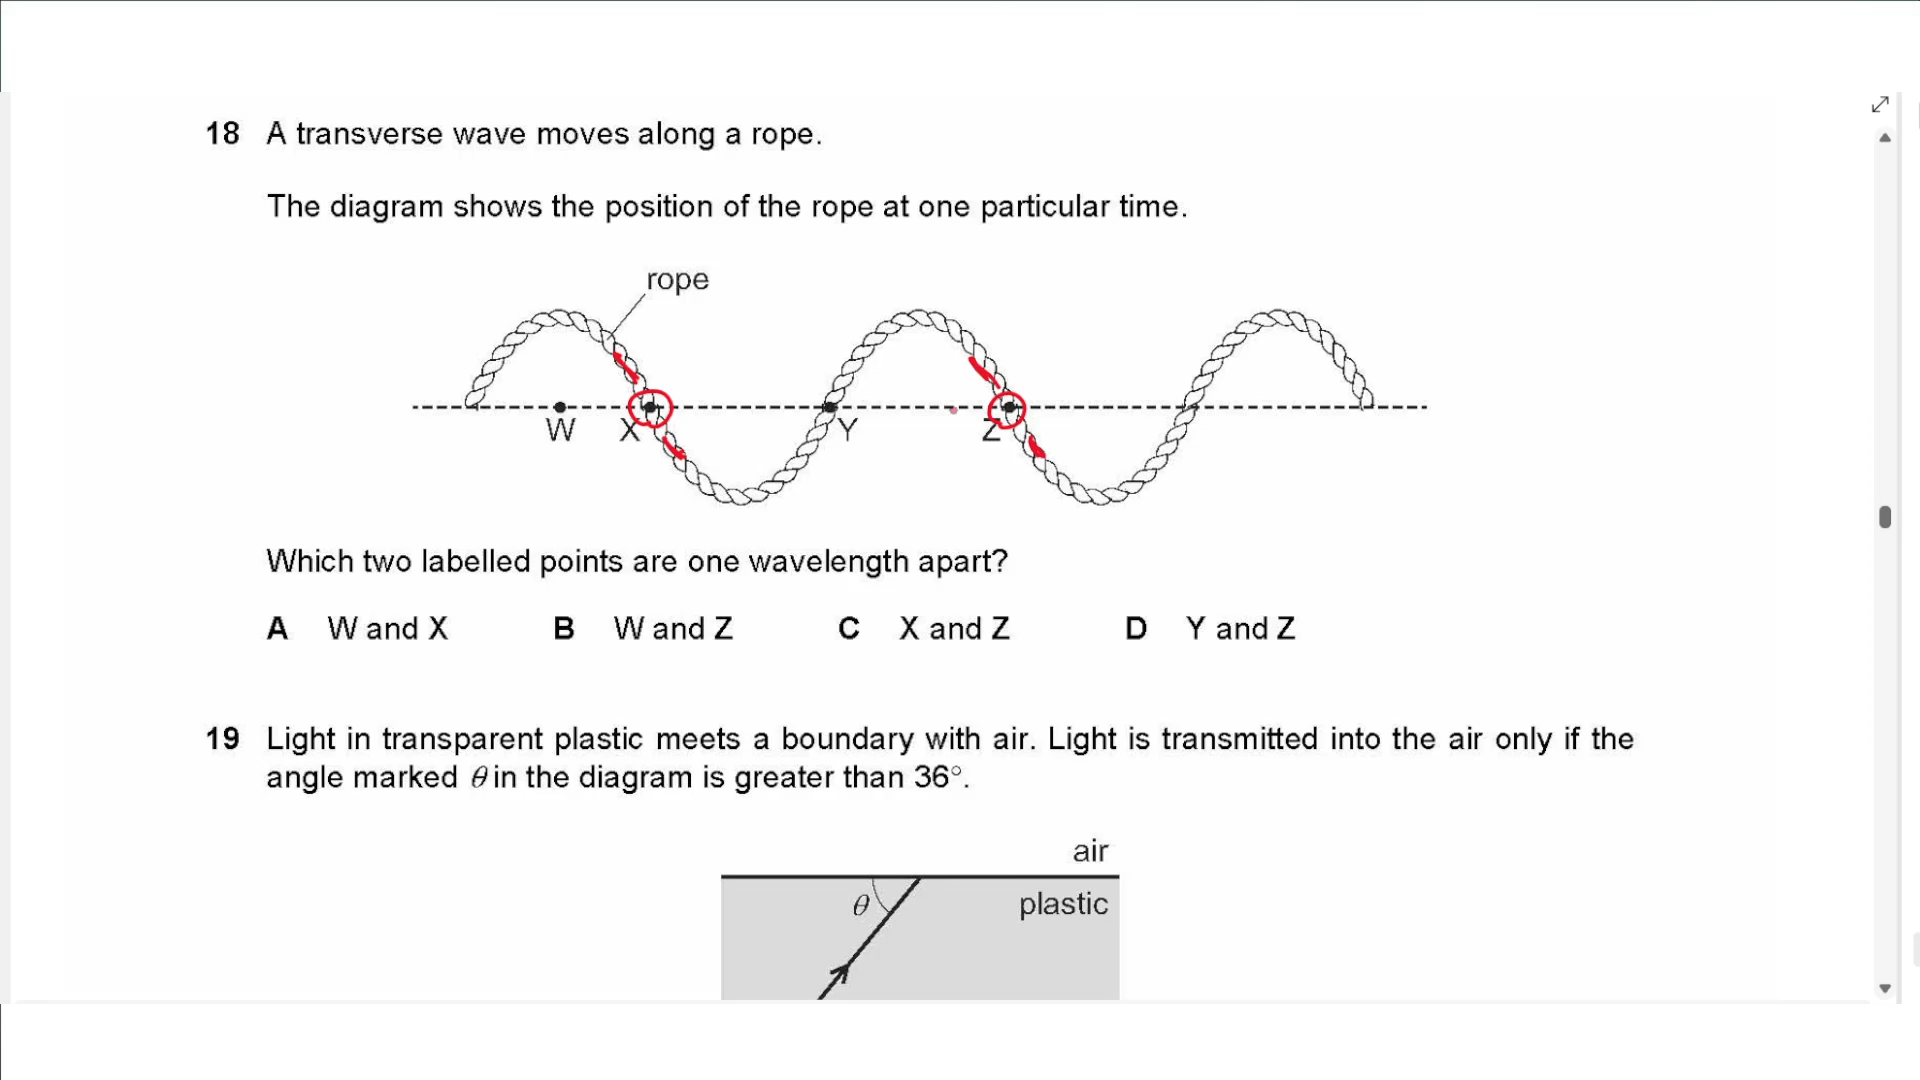 18 A transverse wave moves along a rope.
The diagram shows the position of the rope at one particular time.
rope
W X Y Z
Which two labelled points are one wavelength apart?
A W and X B W and Z C X and Z D Y and Z
19 Light in transparent plastic meets a boundary with air. Light is transmitted into the air only if the
angle marked θ in the diagram is greater than 36°.
air
θ plastic